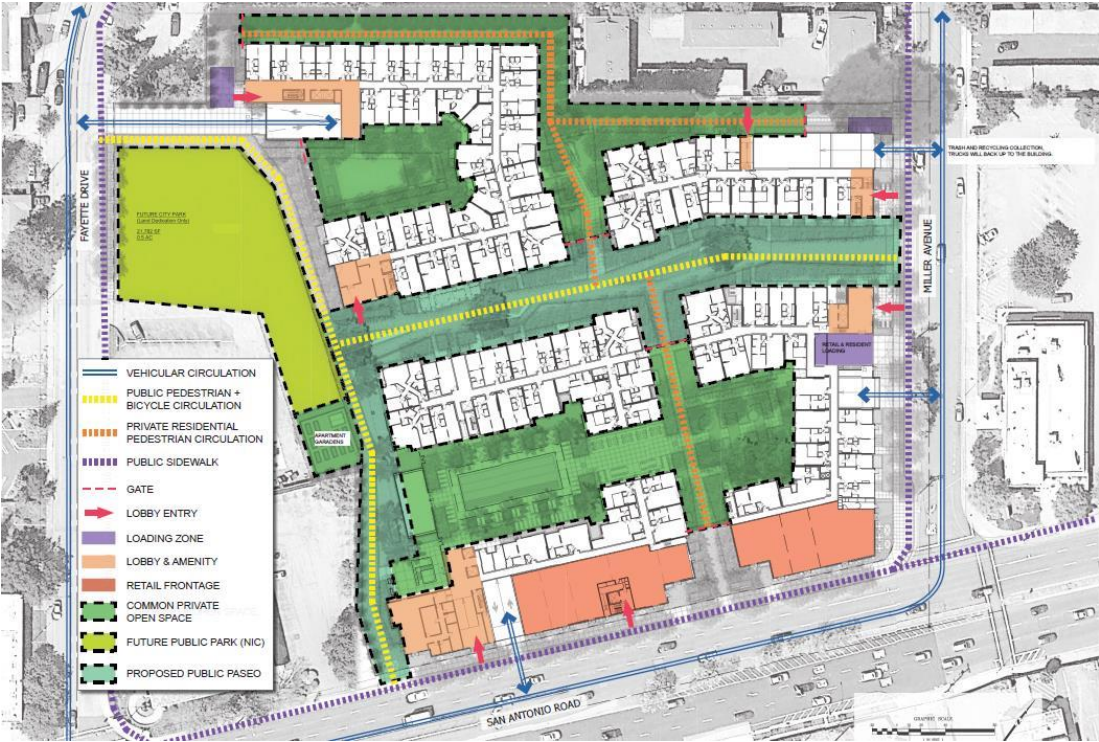 FAYETTE DRIVE
FUTURE CITY PARK
(Land Dedication Only)
21,782 SF
0.5 AC
TRASH AND RECYCLING COLLECTION,
TRUCKS WILL BACK UP TO THE BUILDING.
MILLER AVENUE
RETAIL & RESIDENT
LOADING
APARTMENT
GARADENS
VEHICULAR CIRCULATION
PUBLIC PEDESTRIAN +
BICYCLE CIRCULATION
PRIVATE RESIDENTIAL
PEDESTRIAN CIRCULATION
PUBLIC SIDEWALK
GATE
LOBBY ENTRY
LOADING ZONE
LOBBY & AMENITY
RETAIL FRONTAGE
COMMON PRIVATE
OPEN SPACE
FUTURE PUBLIC PARK (NIC)
PROPOSED PUBLIC PASEO
SAN ANTONIO ROAD
GRAPHIC SCALE